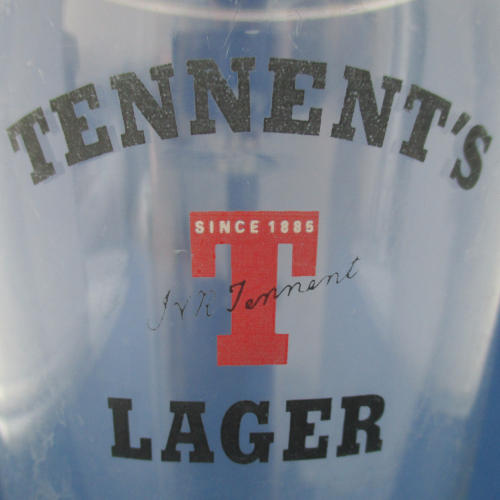 TENNENT'S
SINCE 1885
T
J & R Tennent
LAGER